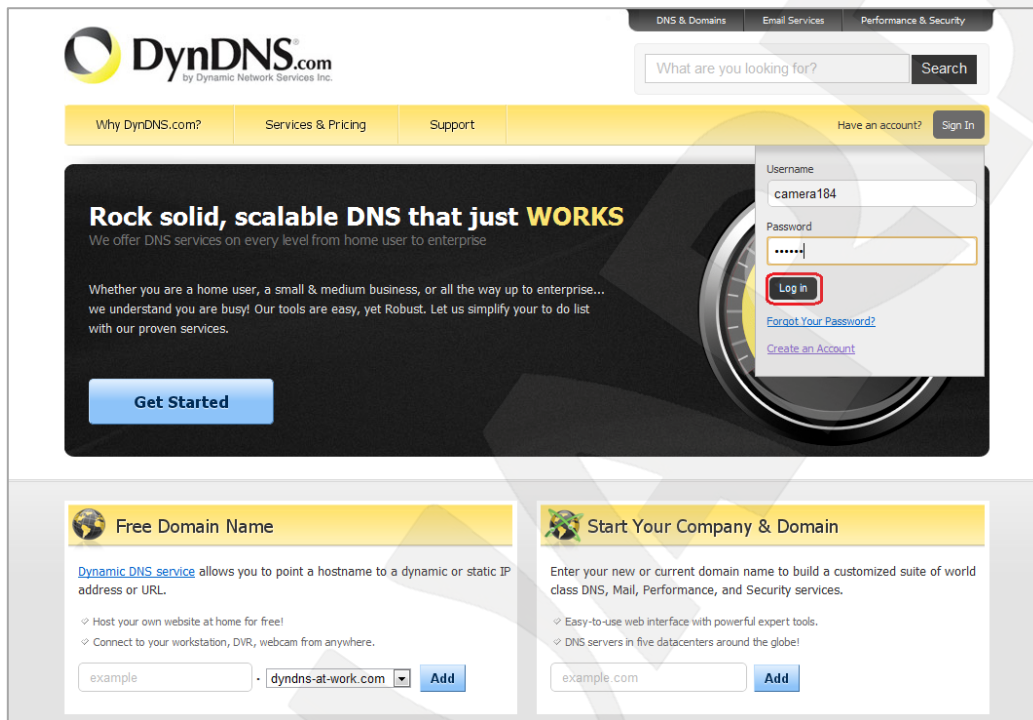 DNS & Domains Email Services Performance & Security
DynDNS®.com
by Dynamic Network Services Inc.
What are you looking for? Search
Why DynDNS.com? Services & Pricing Support Have an account? Sign In
Username
camera184
Password
••••••
Log in
Forgot Your Password?
Create an Account
Rock solid, scalable DNS that just WORKS
We offer DNS services on every level from home user to enterprise
Whether you are a home user, a small & medium business, or all the way up to enterprise...
we understand you are busy! Our tools are easy, yet Robust. Let us simplify your to do list
with our proven services.
Get Started
Free Domain Name
Dynamic DNS service allows you to point a hostname to a dynamic or static IP
address or URL.
Host your own website at home for free!
Connect to your workstation, DVR, webcam from anywhere.
example . dyndns-at-work.com Add
Start Your Company & Domain
Enter your new or current domain name to build a customized suite of world
class DNS, Mail, Performance, and Security services.
Easy-to-use web interface with powerful expert tools.
DNS servers in five datacenters around the globe!
example.com Add